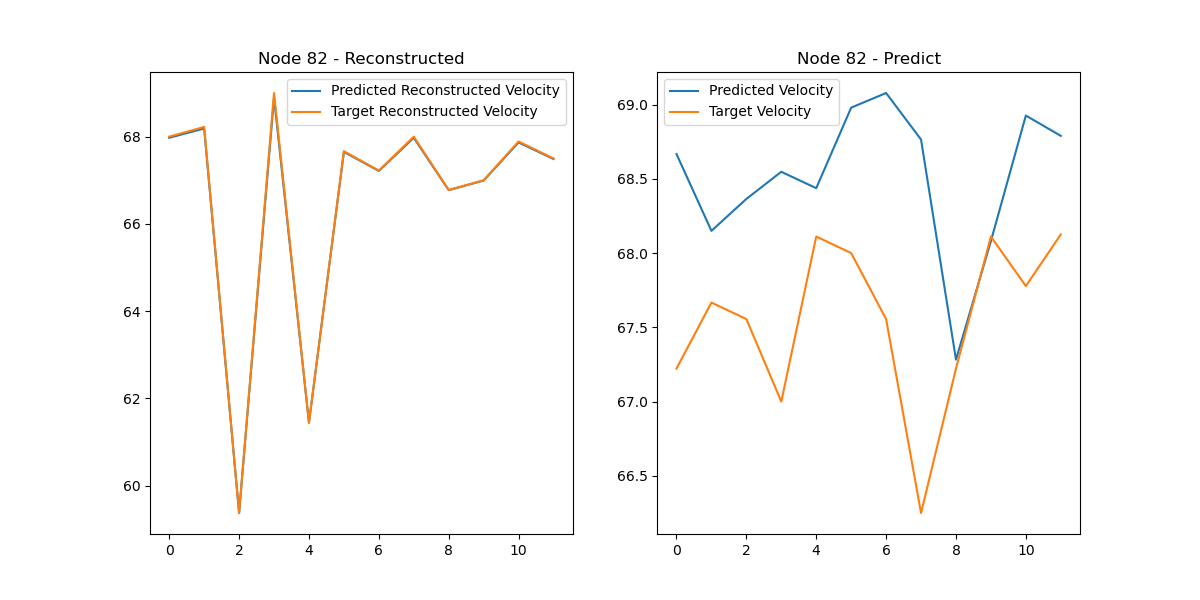 Node 82 - Reconstructed
Predicted Reconstructed Velocity
Target Reconstructed Velocity
68
66
64
62
60
0 2 4 6 8 10
Node 82 - Predict
Predicted Velocity
Target Velocity
69.0
68.5
68.0
67.5
67.0
66.5
0 2 4 6 8 10